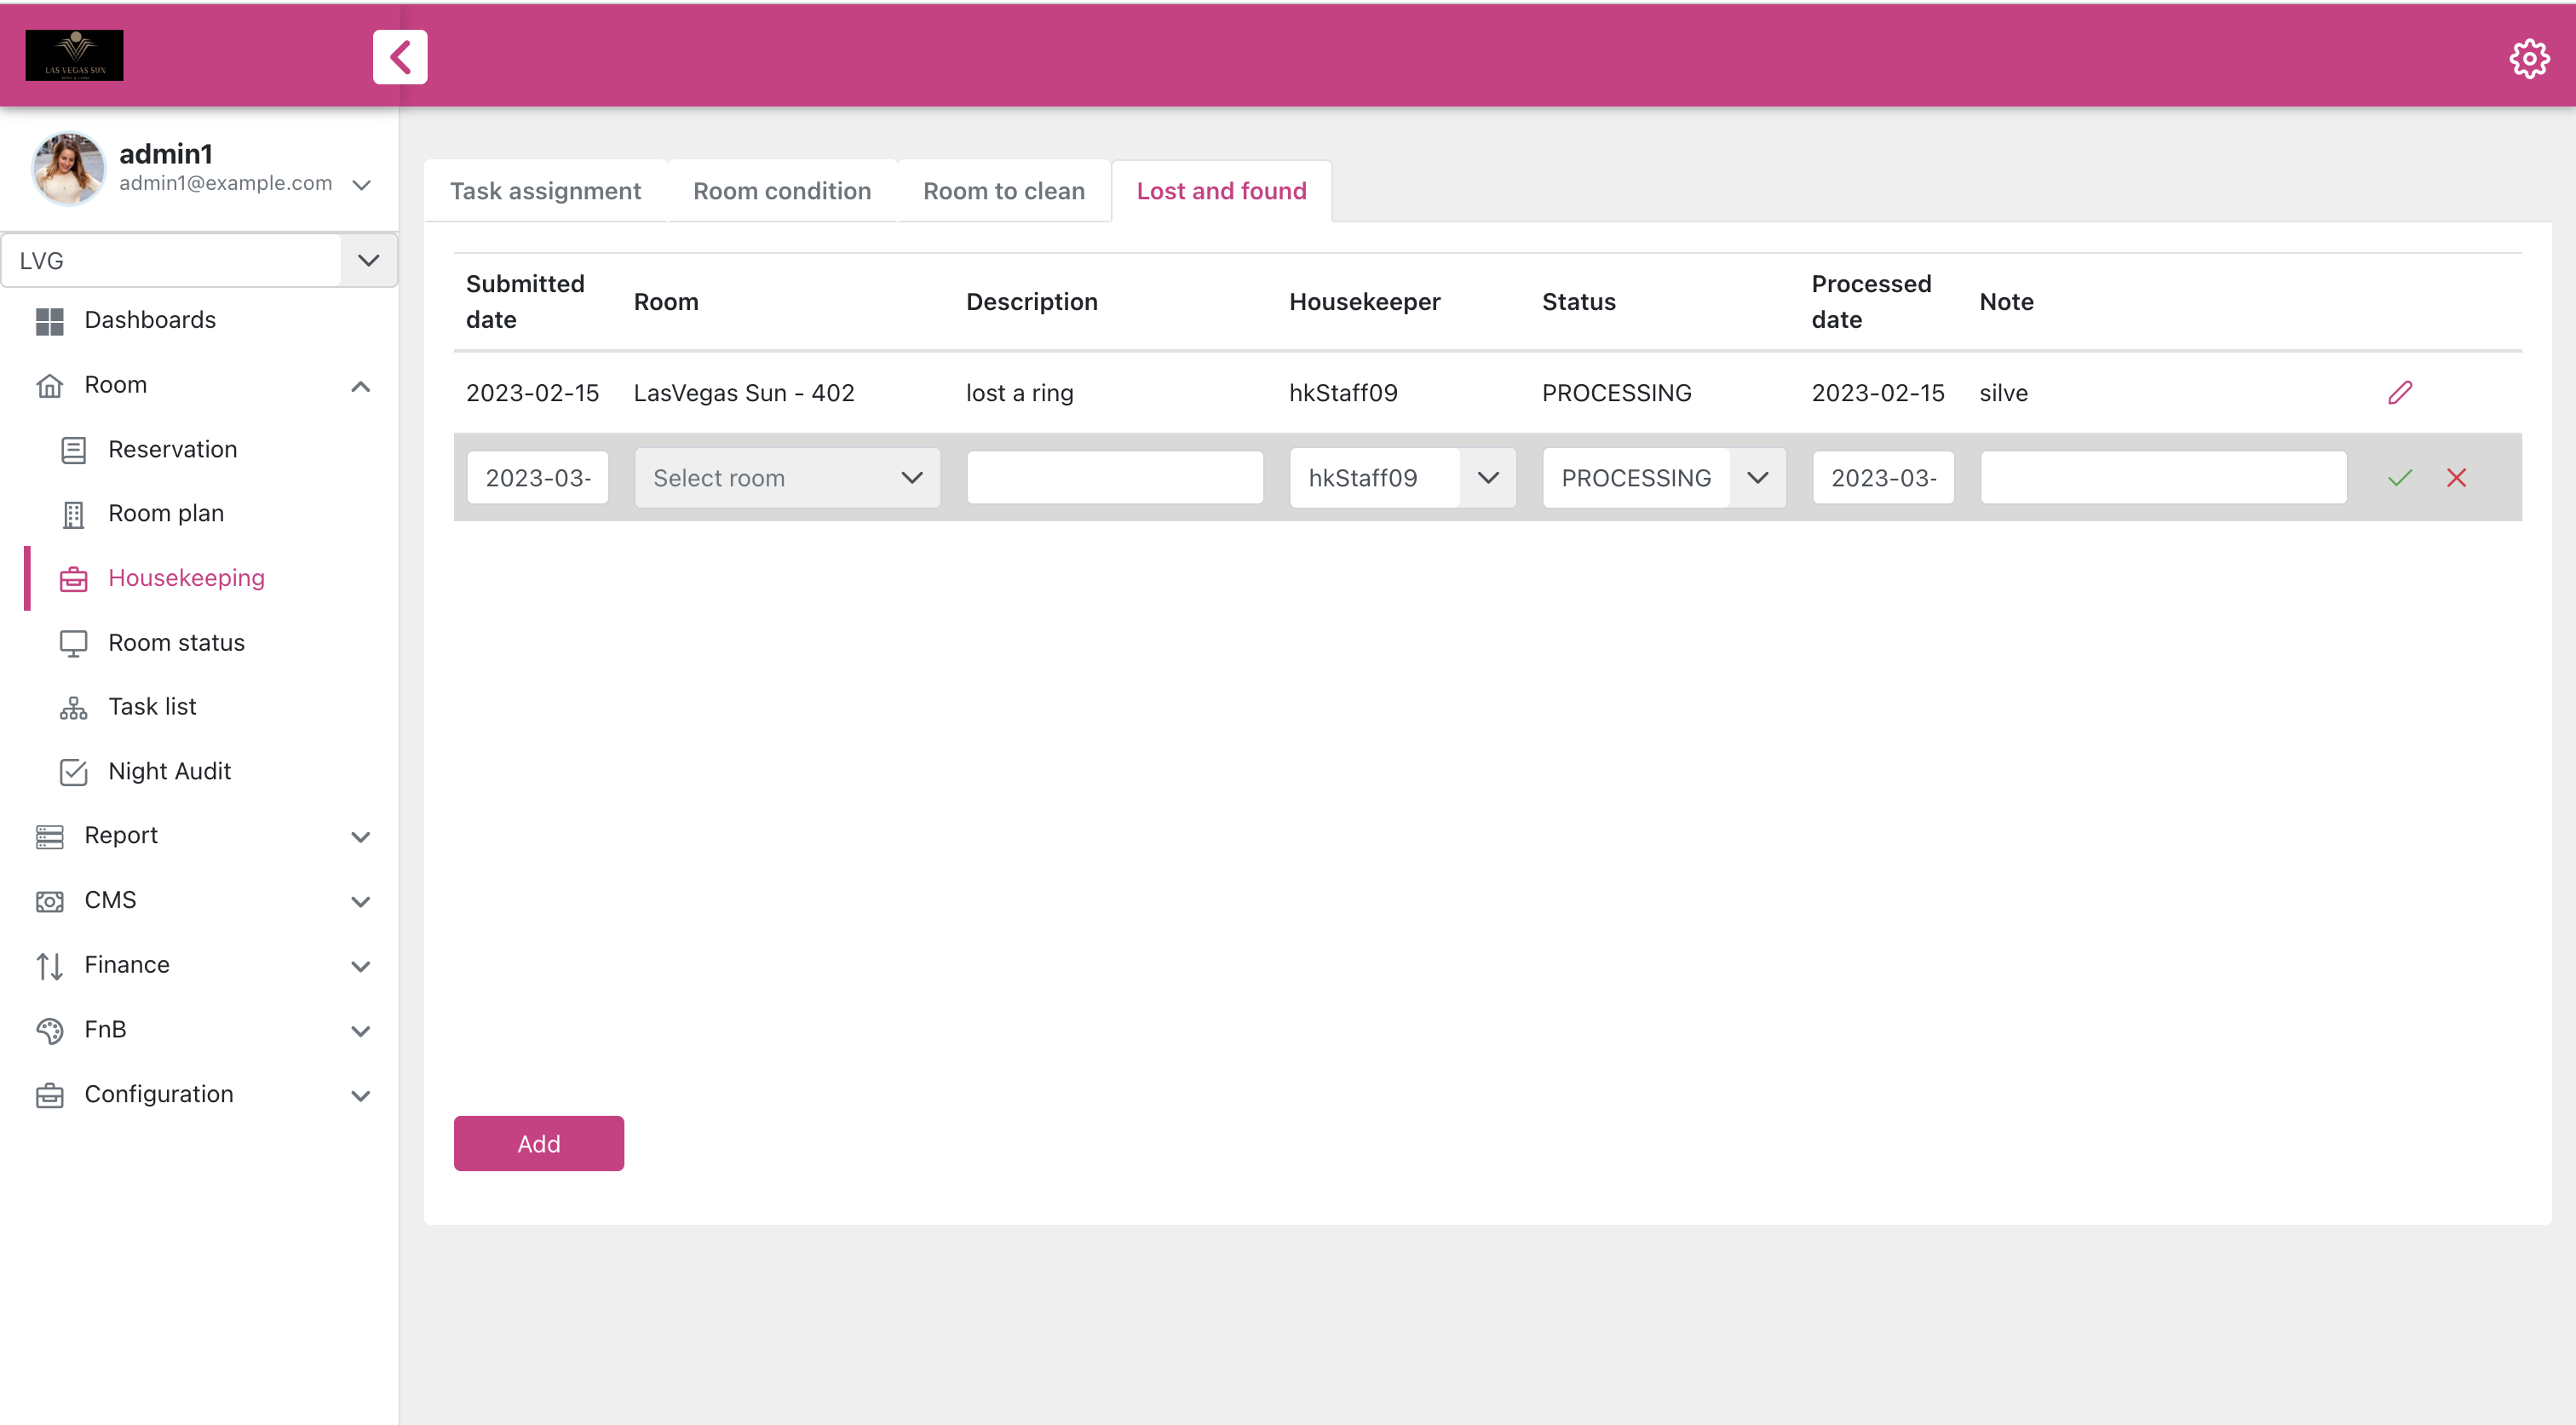 LAS VEGAS SUN
admin1
admin1@example.com
LVG
Dashboards
Room
Reservation
Room plan
Housekeeping
Room status
Task list
Night Audit
Report
CMS
Finance
FnB
Configuration
Task assignment
Room condition
Room to clean
Lost and found
Submitted date
Room
Description
Housekeeper
Status
Processed date
Note
2023-02-15
LasVegas Sun - 402
lost a ring
hkStaff09
PROCESSING
2023-02-15
silve
2023-03-
Select room
hkStaff09
PROCESSING
2023-03-
Add